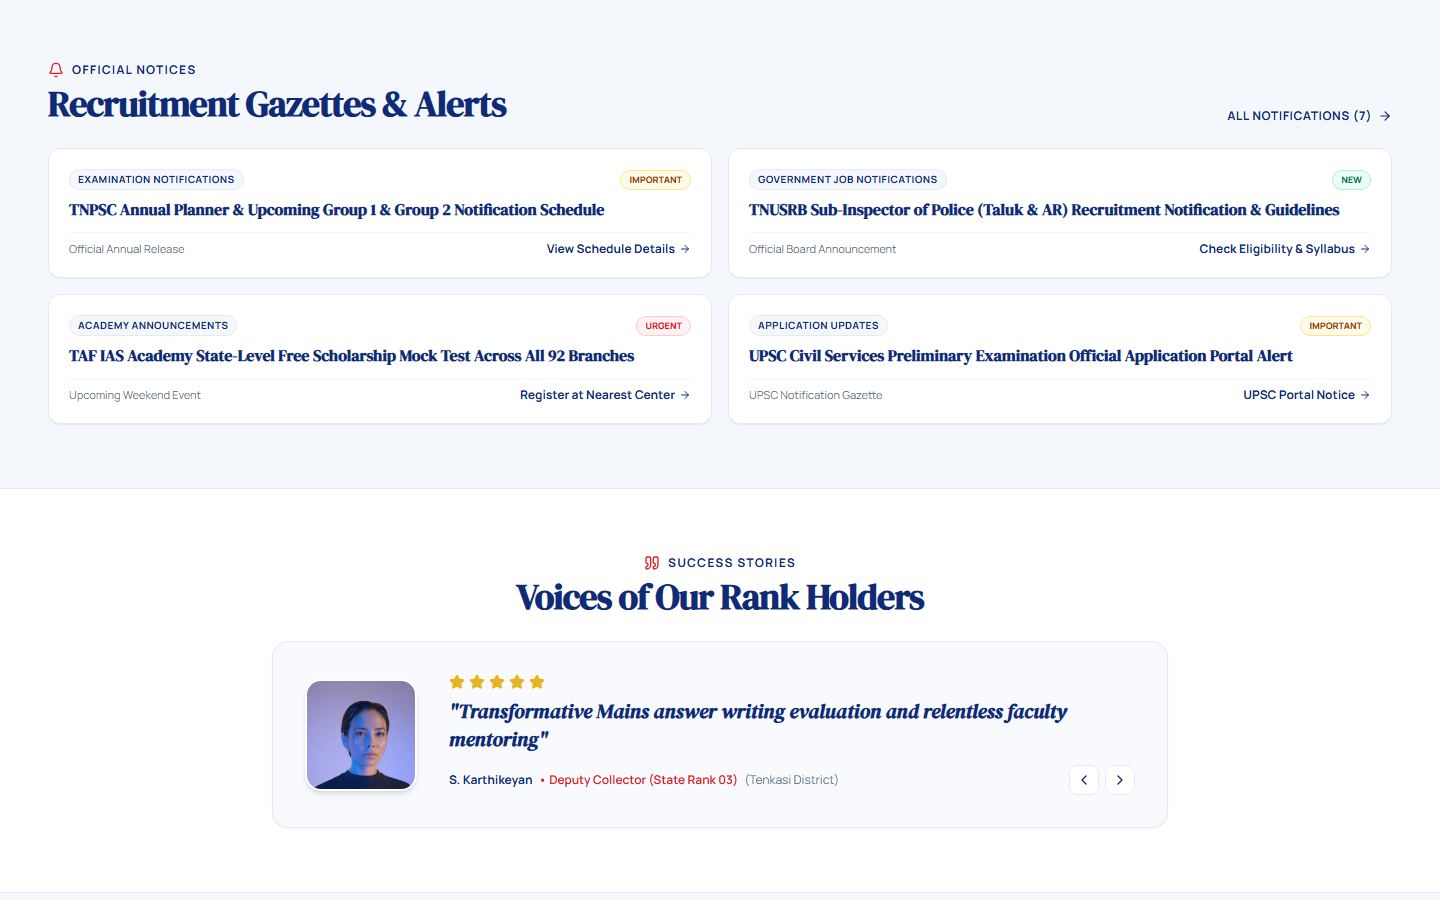 OFFICIAL NOTICES
Recruitment Gazettes & Alerts
ALL NOTIFICATIONS (7)
EXAMINATION NOTIFICATIONS
IMPORTANT
TNPSC Annual Planner & Upcoming Group 1 & Group 2 Notification Schedule
Official Annual Release
View Schedule Details
GOVERNMENT JOB NOTIFICATIONS
NEW
TNUSRB Sub-Inspector of Police (Taluk & AR) Recruitment Notification & Guidelines
Official Board Announcement
Check Eligibility & Syllabus
ACADEMY ANNOUNCEMENTS
URGENT
TAF IAS Academy State-Level Free Scholarship Mock Test Across All 92 Branches
Upcoming Weekend Event
Register at Nearest Center
APPLICATION UPDATES
IMPORTANT
UPSC Civil Services Preliminary Examination Official Application Portal Alert
UPSC Notification Gazette
UPSC Portal Notice
SUCCESS STORIES
Voices of Our Rank Holders
"Transformative Mains answer writing evaluation and relentless faculty
mentoring"
S. Karthikeyan • Deputy Collector (State Rank 03) (Tenkasi District)